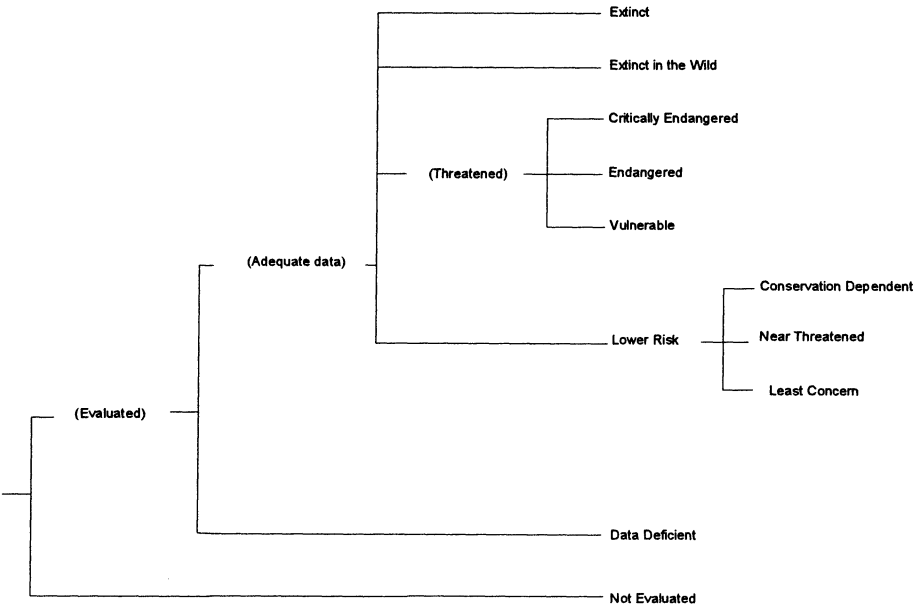 Extinct
Extinct in the Wild
Critically Endangered
(Threatened)
Endangered
Vulnerable
(Adequate data)
Conservation Dependent
Lower Risk
Near Threatened
Least Concern
(Evaluated)
Data Deficient
Not Evaluated